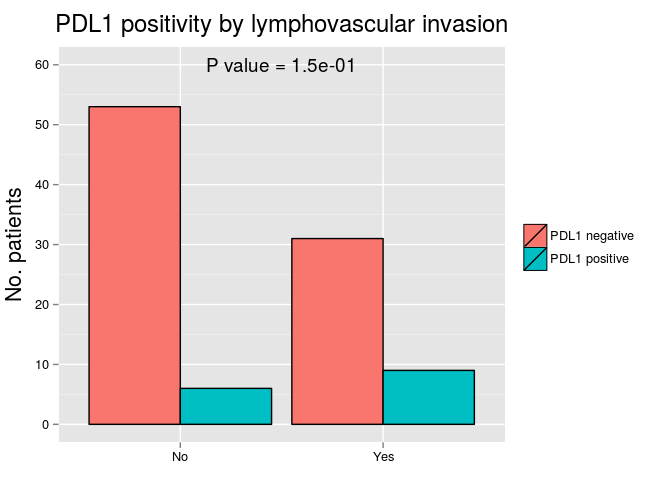 PDL1 positivity by lymphovascular invasion
P value = 1.5e-01
No. patients
60
50
40
30
20
10
0
No Yes
PDL1 negative
PDL1 positive